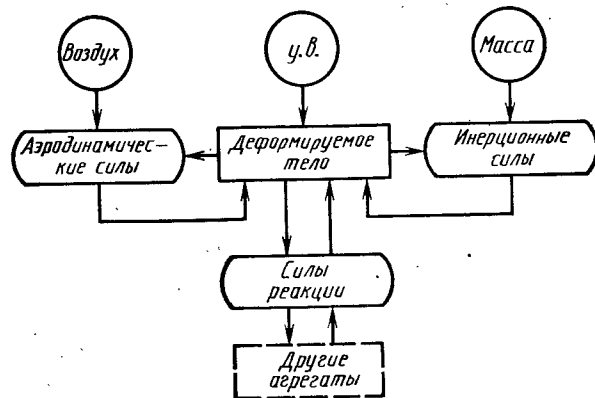 Воздух
у.в.
Масса
Аэродинамичес-
кие силы
Деформируемое
тело
Инерционные
силы
Силы
реакции
Другие
агрегаты